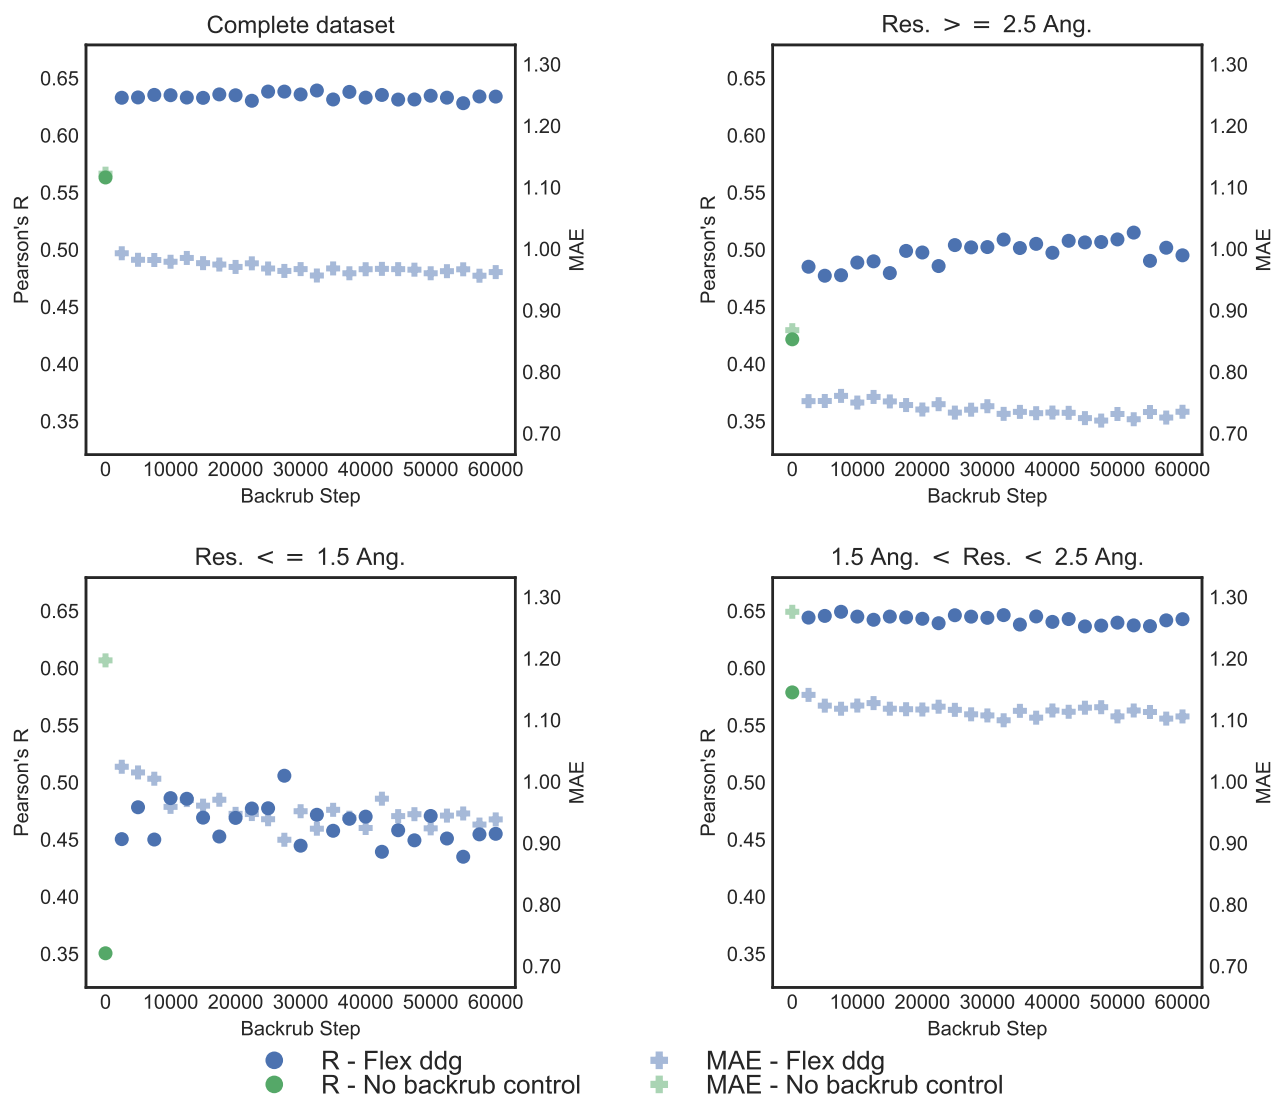 Complete dataset
0.65
0.60
0.55
0.50
0.45
0.40
0.35
Pearson's R
1.30
1.20
1.10
1.00
0.90
0.80
0.70
MAE
0 10000 20000 30000 40000 50000 60000
Backrub Step
Res. > = 2.5 Ang.
0.65
0.60
0.55
0.50
0.45
0.40
0.35
Pearson's R
1.30
1.20
1.10
1.00
0.90
0.80
0.70
MAE
0 10000 20000 30000 40000 50000 60000
Backrub Step
Res. < = 1.5 Ang.
0.65
0.60
0.55
0.50
0.45
0.40
0.35
Pearson's R
1.30
1.20
1.10
1.00
0.90
0.80
0.70
MAE
0 10000 20000 30000 40000 50000 60000
Backrub Step
1.5 Ang. < Res. < 2.5 Ang.
0.65
0.60
0.55
0.50
0.45
0.40
0.35
Pearson's R
1.30
1.20
1.10
1.00
0.90
0.80
0.70
MAE
0 10000 20000 30000 40000 50000 60000
Backrub Step
R - Flex ddg
R - No backrub control
MAE - Flex ddg
MAE - No backrub control